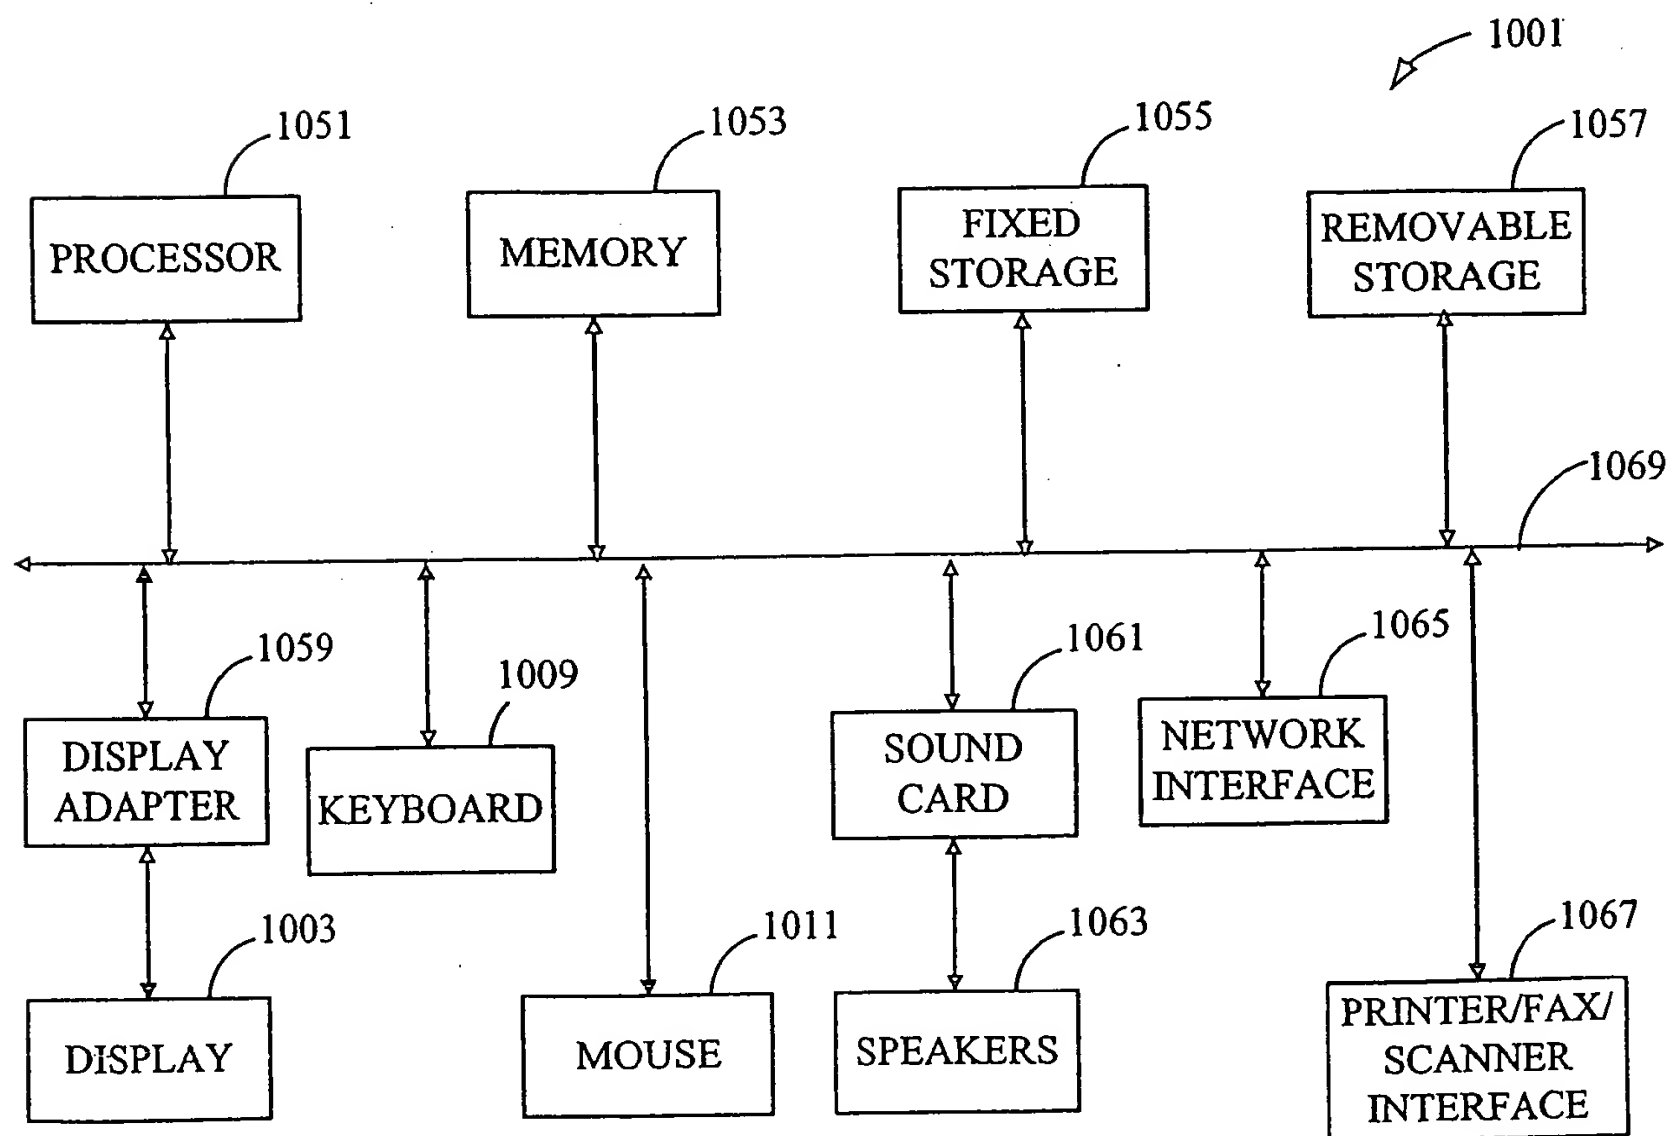 1001
1051
1053
1055
1057
PROCESSOR
MEMORY
FIXED
STORAGE
REMOVABLE
STORAGE
1069
1059
1009
1061
1065
DISPLAY
ADAPTER
KEYBOARD
SOUND
CARD
NETWORK
INTERFACE
1003
1011
1063
1067
DISPLAY
MOUSE
SPEAKERS
PRINTER/FAX/
SCANNER
INTERFACE